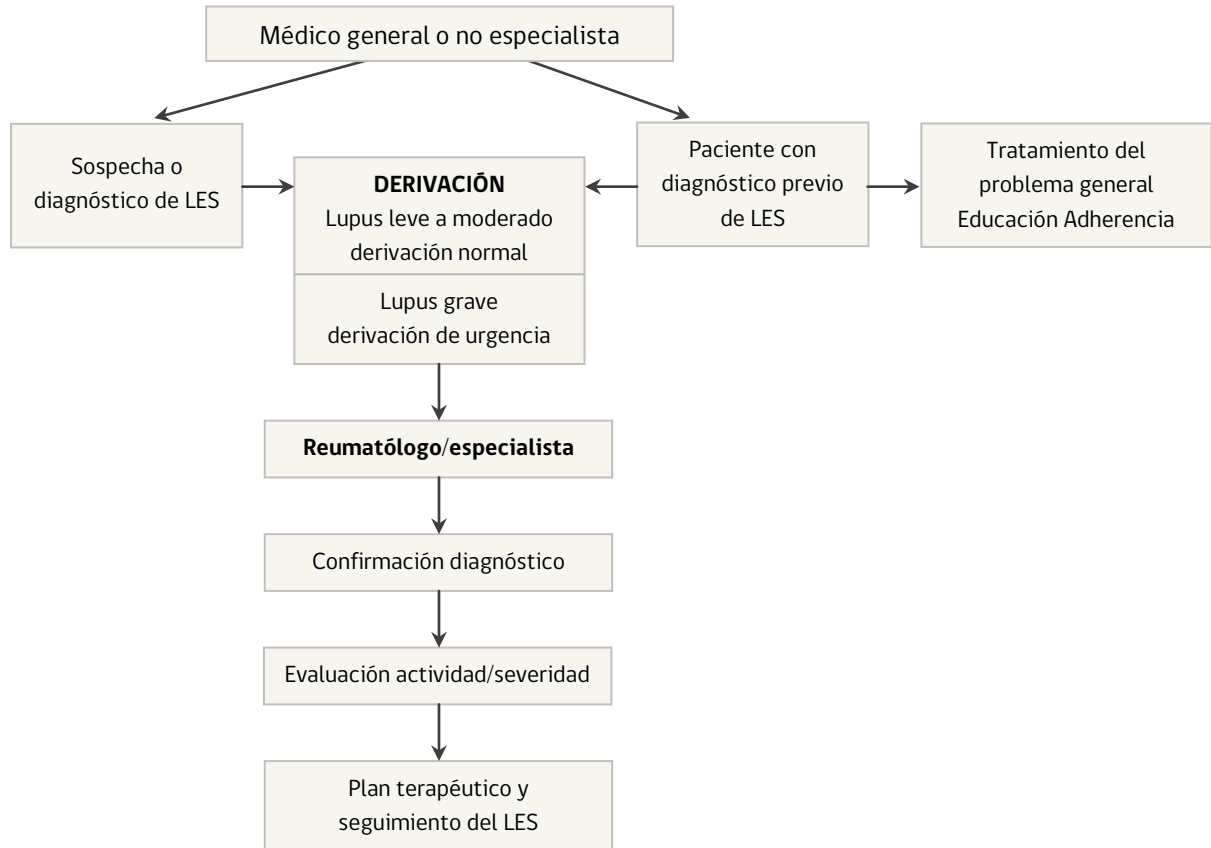 Médico general o no especialista
Sospecha o
diagnóstico de LES
DERIVACIÓN
Lupus leve a moderado
derivación normal
Lupus grave
derivación de urgencia
Paciente con
diagnóstico previo
de LES
Tratamiento del
problema general
Educación Adherencia
Reumatólogo/especialista
Confirmación diagnóstico
Evaluación actividad/severidad
Plan terapéutico y
seguimiento del LES